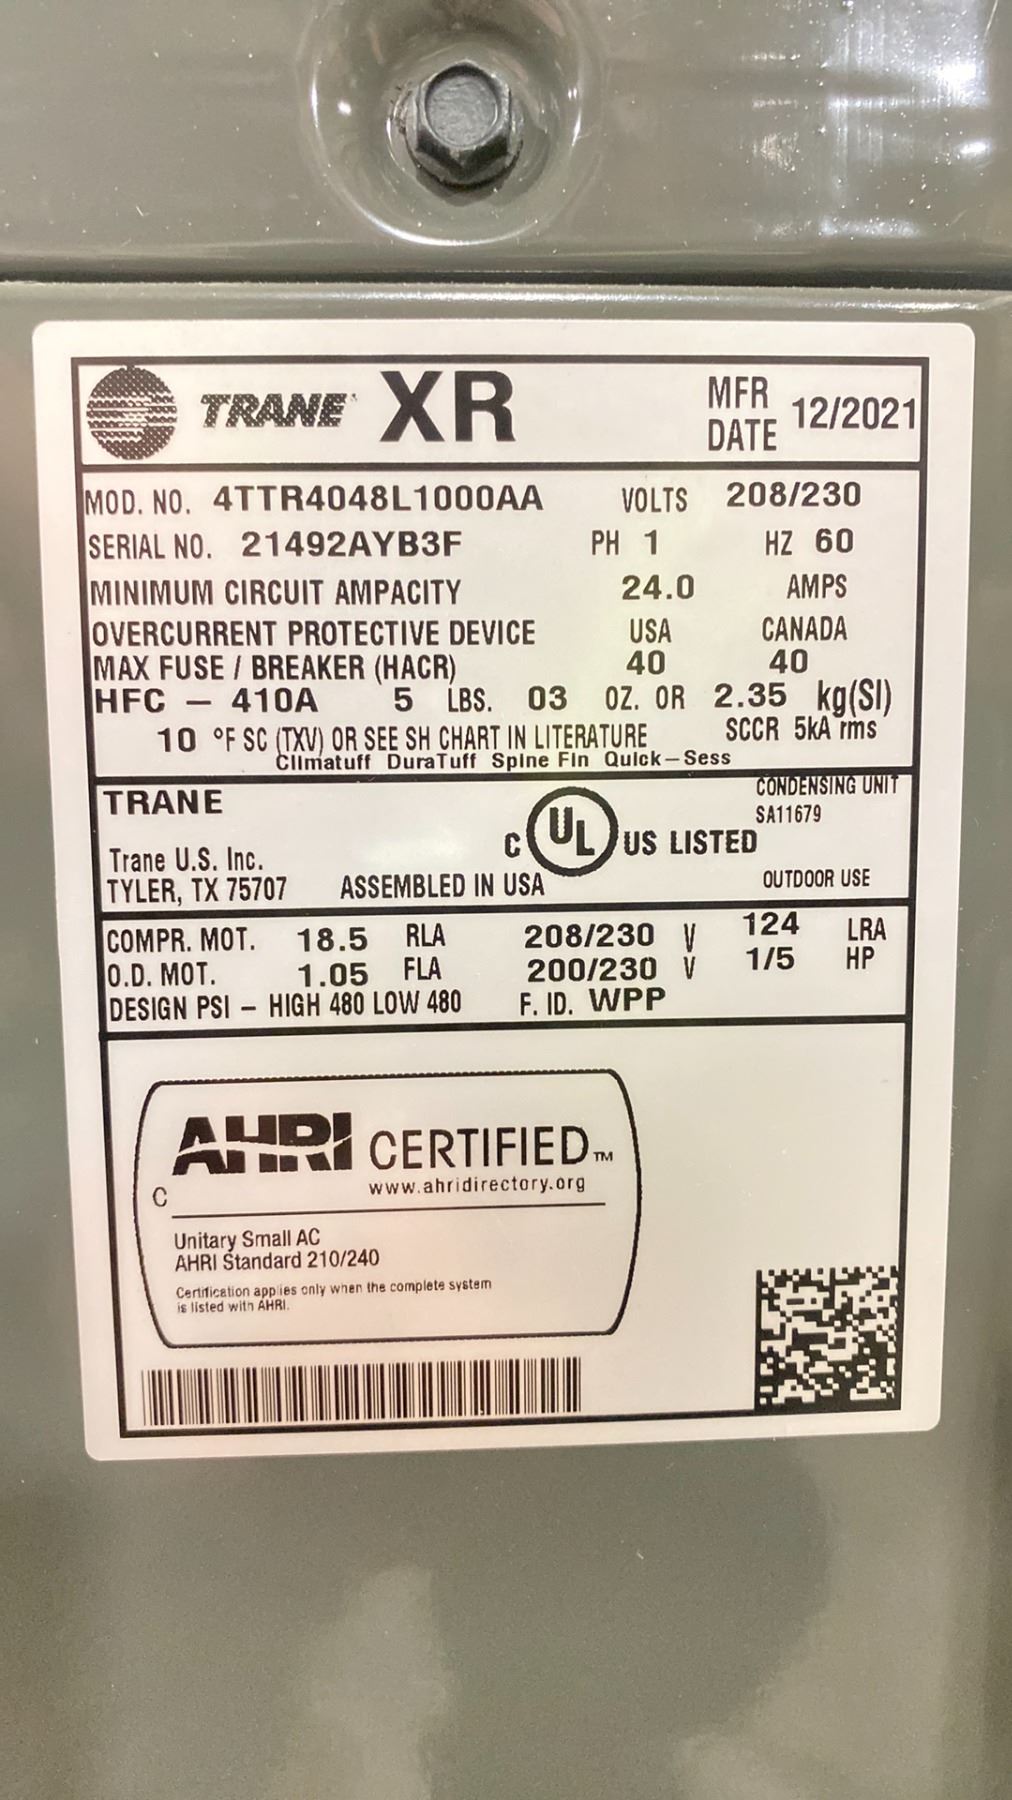 TRANE XR MFR DATE 12/2021
MOD. NO. 4TTR4048L1000AA VOLTS 208/230
SERIAL NO. 21492AYB3F PH 1 HZ 60
MINIMUM CIRCUIT AMPACITY 24.0 AMPS
OVERCURRENT PROTECTIVE DEVICE USA CANADA
MAX FUSE / BREAKER (HACR) 40 40
HFC – 410A 5 LBS. 03 OZ. OR 2.35 kg(SI)
10 °F SC (TXV) OR SEE SH CHART IN LITERATURE SCCR 5kA rms
Climatuff DuraTuff Spine Fin Quick–Sess
TRANE CONDENSING UNIT
SA11679
C UL US LISTED
Trane U.S. Inc.
TYLER, TX 75707 ASSEMBLED IN USA OUTDOOR USE
COMPR. MOT. 18.5 RLA 208/230 V 124 LRA
O.D. MOT. 1.05 FLA 200/230 V 1/5 HP
DESIGN PSI – HIGH 480 LOW 480 F. ID. WPP
AHRI CERTIFIED™
www.ahridirectory.org
C
Unitary Small AC
AHRI Standard 210/240
Certification applies only when the complete system
is listed with AHRI.